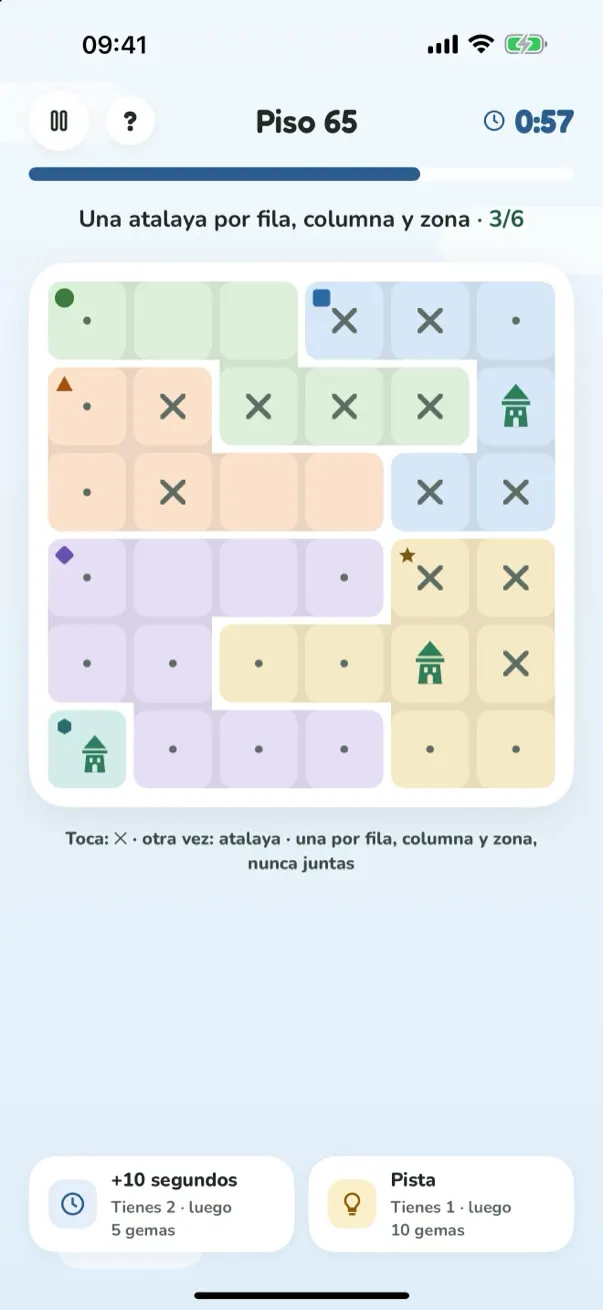 09:41
?
Piso 65
0:57
Una atalaya por fila, columna y zona · 3/6
Toca: × · otra vez: atalaya · una por fila, columna y zona,
nunca juntas
+10 segundos
Tienes 2 · luego
5 gemas
Pista
Tienes 1 · luego
10 gemas